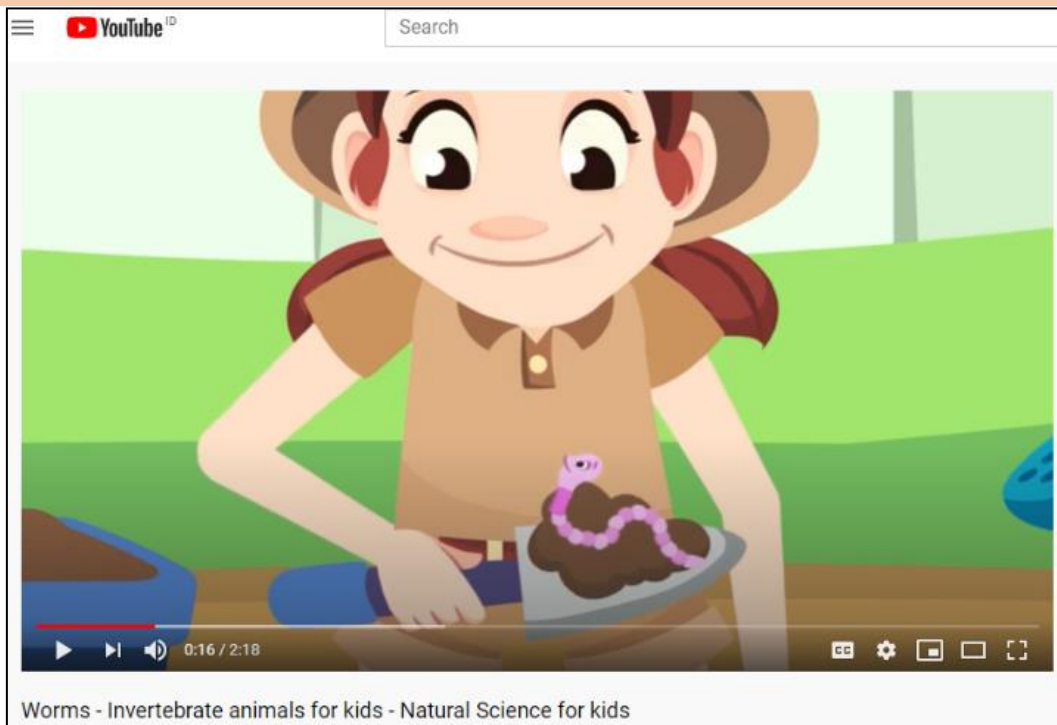 YouTube ID
Search
0:16 / 2:18
CC
Worms - Invertebrate animals for kids - Natural Science for kids